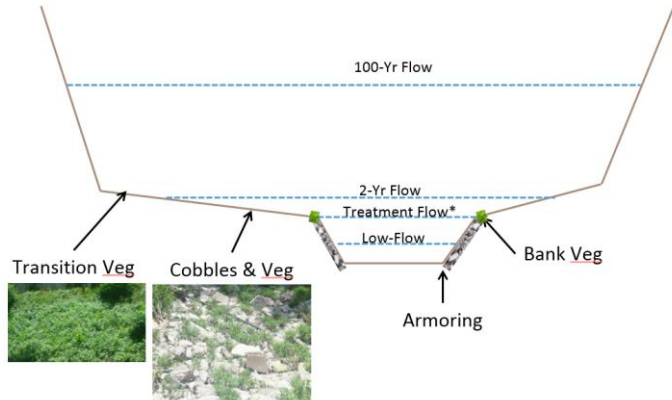 100-Yr Flow
2-Yr Flow
Treatment Flow*
Low-Flow
Transition Veg
Cobbles & Veg
Bank Veg
Armoring